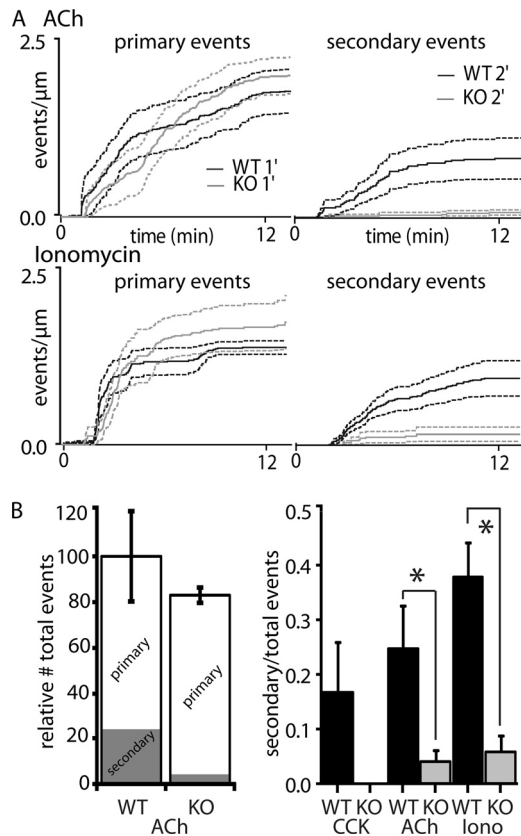 A ACh
primary events
secondary events
2.5
events/µm
0.0
WT 1'
KO 1'
WT 2'
KO 2'
0
time (min)
12
0
time (min)
12
Ionomycin
primary events
secondary events
2.5
events/µm
0.0
0
12
0
12
B
120
100
80
60
40
20
0
relative # total events
primary
secondary
primary
WT
KO
ACh
0.5
0.4
0.3
0.2
0.1
0.0
secondary/total events
*
*
WT KO WT KO WT KO
CCK ACh Iono